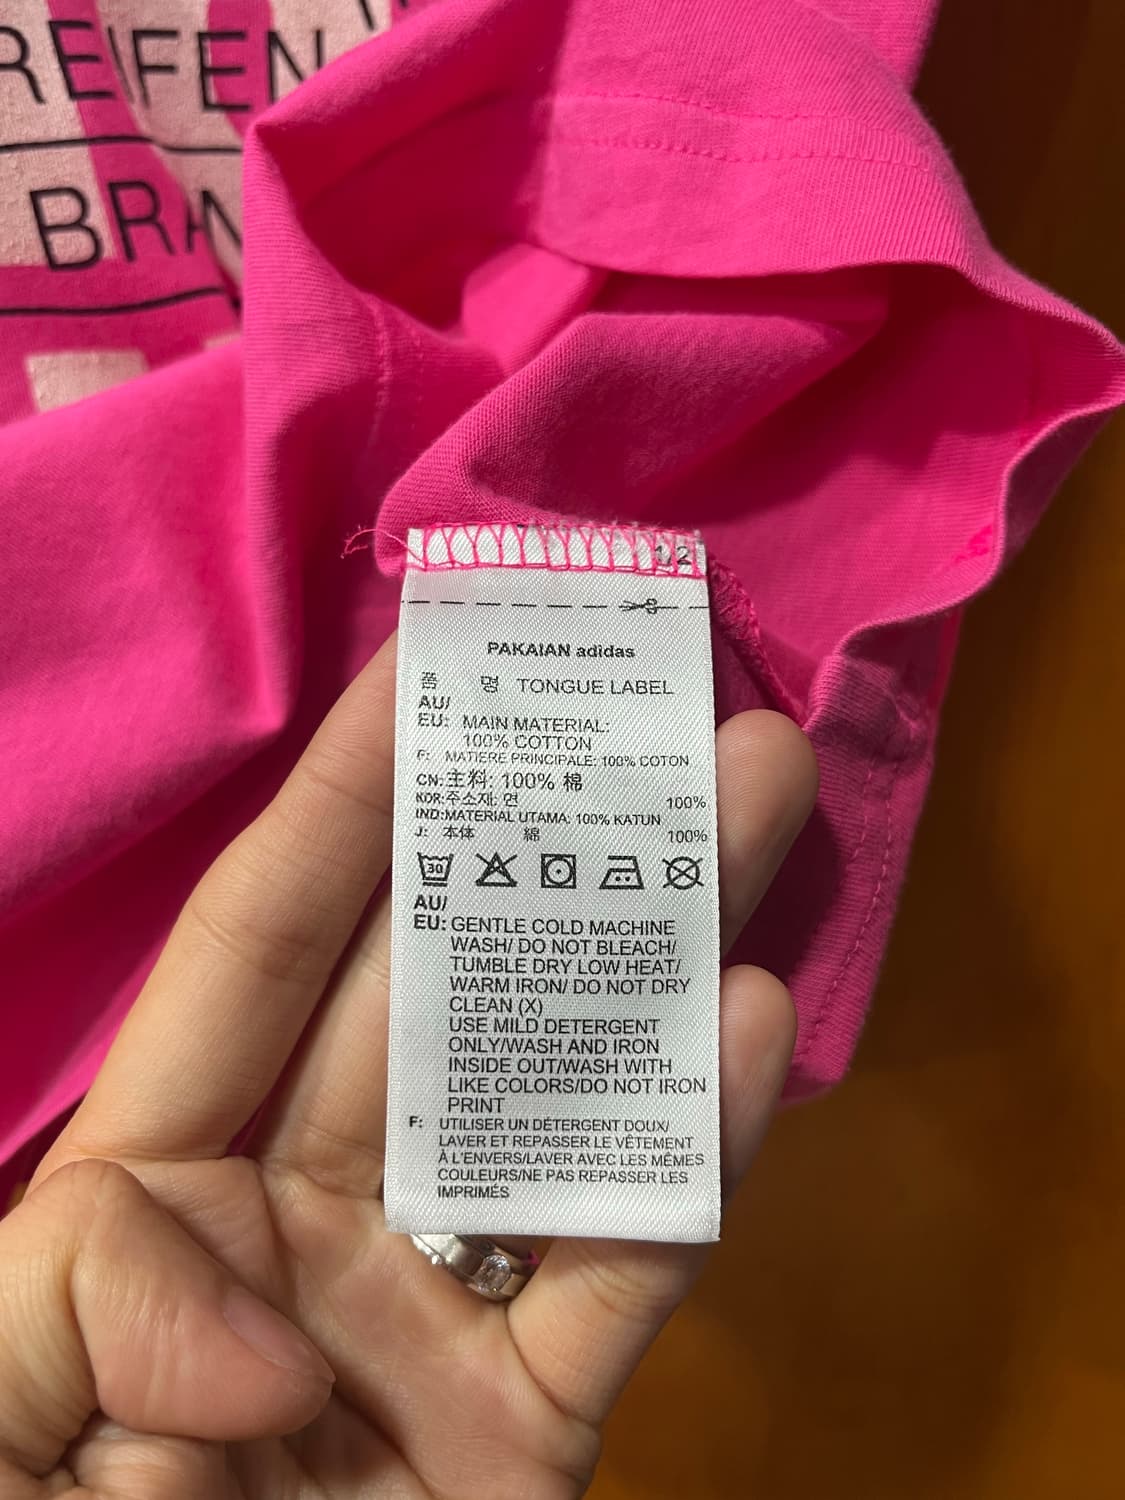 REIFEN
BRAN
1/2
PAKAIAN adidas
품 명 TONGUE LABEL
AU/
EU: MAIN MATERIAL:
100% COTTON
F: MATIERE PRINCIPALE: 100% COTON
CN:主料: 100% 棉
KOR:주소재: 면 100%
IND:MATERIAL UTAMA: 100% KATUN
J: 本体 綿 100%
30
AU/
EU: GENTLE COLD MACHINE
WASH/ DO NOT BLEACH/
TUMBLE DRY LOW HEAT/
WARM IRON/ DO NOT DRY
CLEAN (X)
USE MILD DETERGENT
ONLY/WASH AND IRON
INSIDE OUT/WASH WITH
LIKE COLORS/DO NOT IRON
PRINT
F: UTILISER UN DÉTERGENT DOUX/
LAVER ET REPASSER LE VÊTEMENT
À L'ENVERS/LAVER AVEC LES MÊMES
COULEURS/NE PAS REPASSER LES
IMPRIMÉS